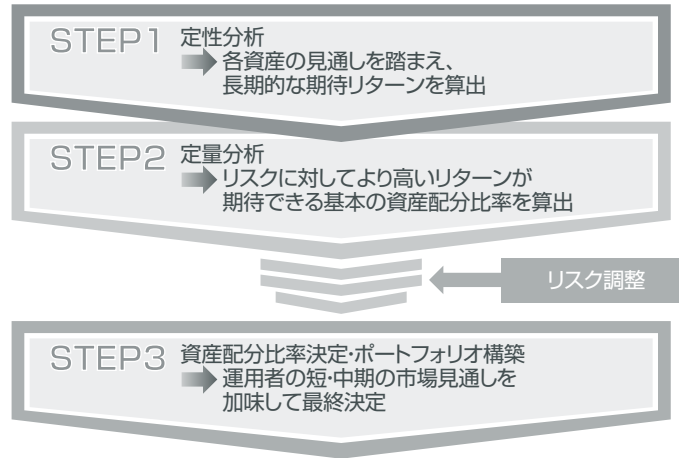 STEP1 定性分析
各資産の見通しを踏まえ、
長期的な期待リターンを算出
STEP2 定量分析
リスクに対してより高いリターンが
期待できる基本の資産配分比率を算出
リスク調整
STEP3 資産配分比率決定・ポートフォリオ構築
運用者の短・中期の市場見通しを
加味して最終決定